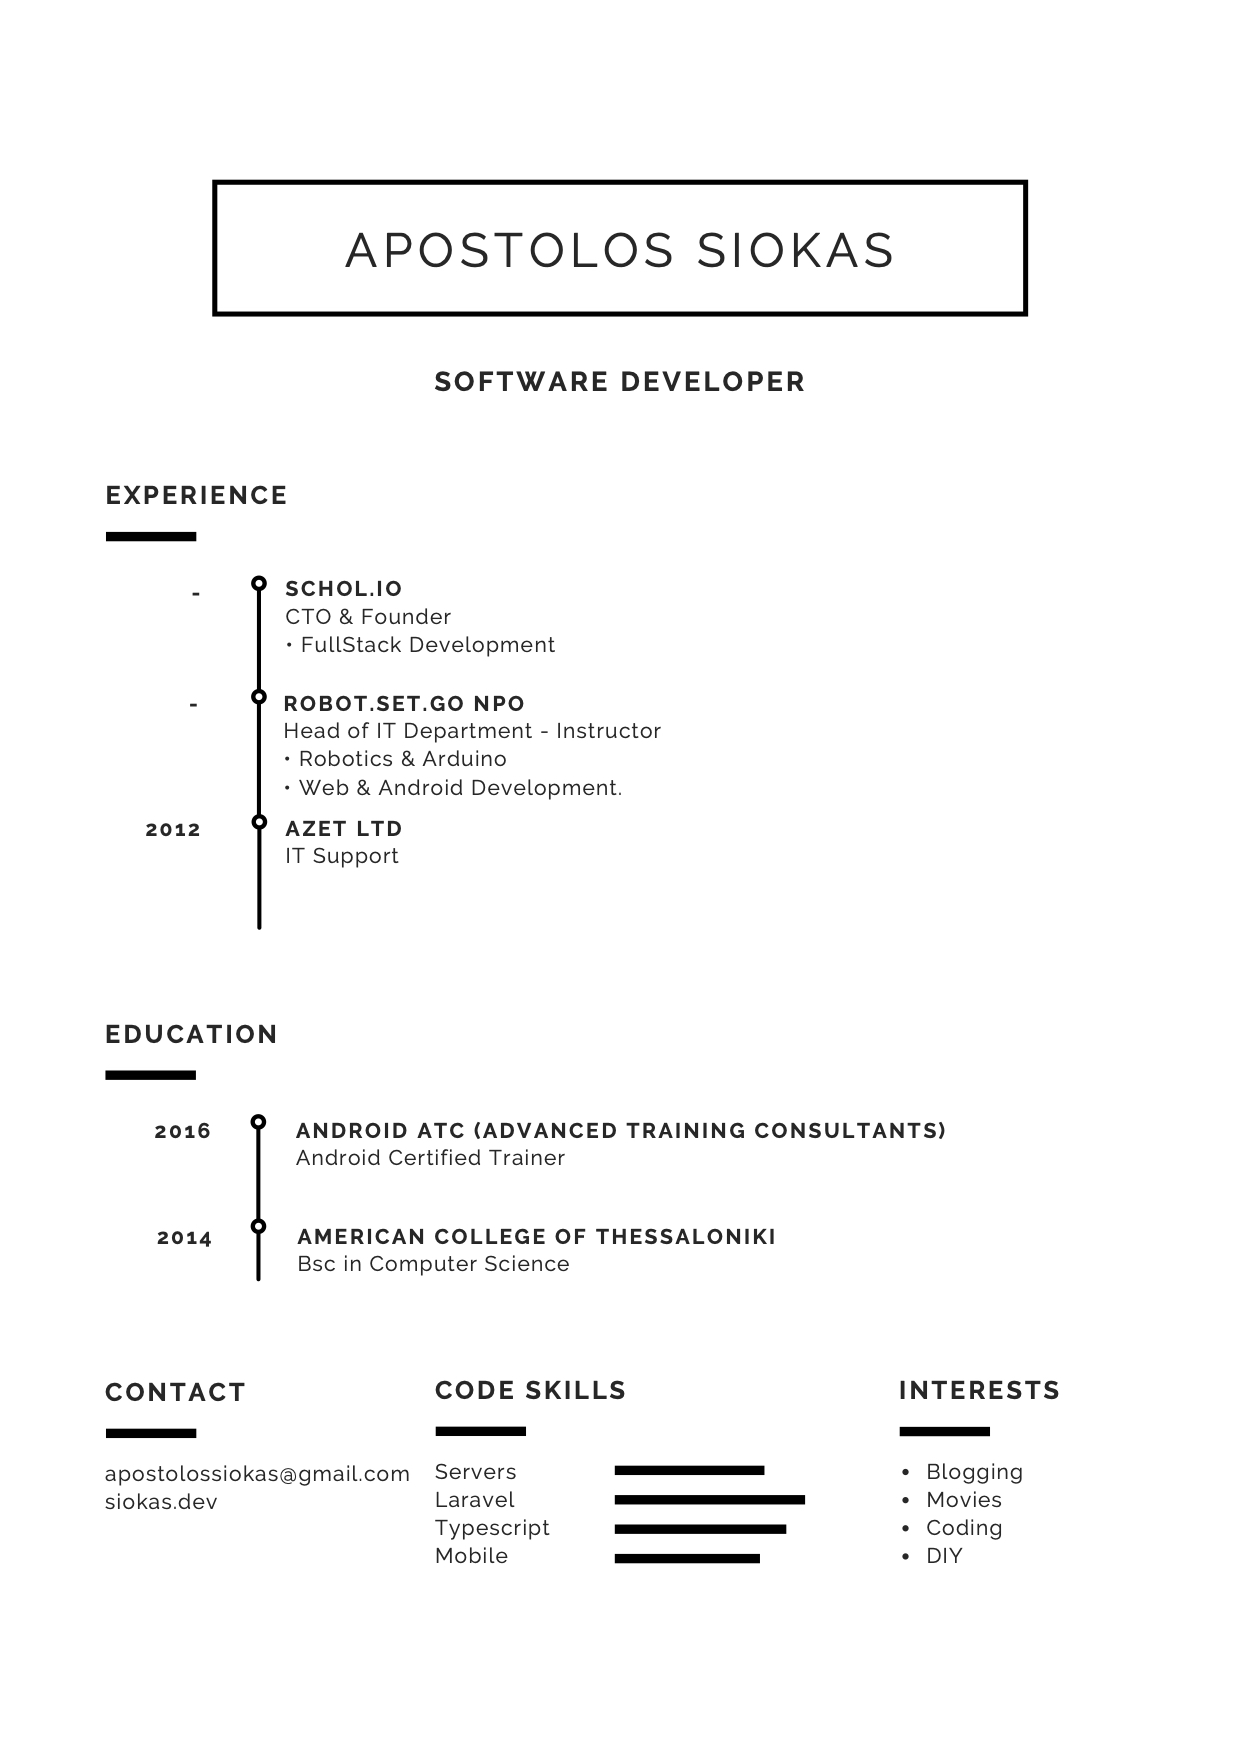 APOSTOLOS SIOKAS
SOFTWARE DEVELOPER
EXPERIENCE
- SCHOL.IO
CTO & Founder
• FullStack Development
- ROBOT.SET.GO NPO
Head of IT Department - Instructor
• Robotics & Arduino
• Web & Android Development.
2012 AZET LTD
IT Support
EDUCATION
2016 ANDROID ATC (ADVANCED TRAINING CONSULTANTS)
Android Certified Trainer
2014 AMERICAN COLLEGE OF THESSALONIKI
Bsc in Computer Science
CONTACT
apostolossiokas@gmail.com
siokas.dev
CODE SKILLS
Servers
Laravel
Typescript
Mobile
INTERESTS
• Blogging
• Movies
• Coding
• DIY